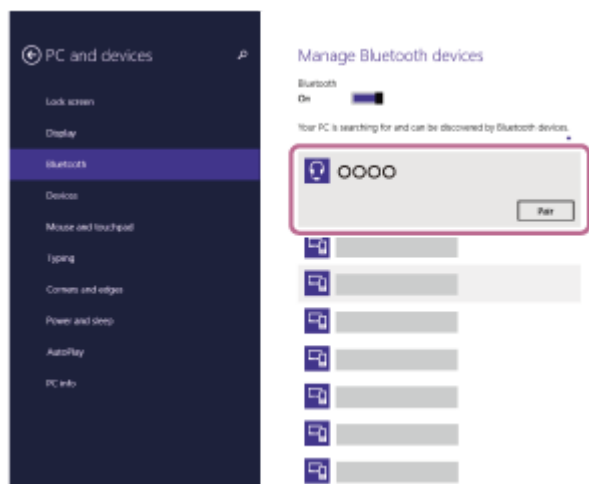 PC and devices
Lock screen
Display
Bluetooth
Devices
Mouse and touchpad
Typing
Corners and edges
Power and sleep
AutoPlay
PC info
Manage Bluetooth devices
Bluetooth
On
Your PC is searching for and can be discovered by Bluetooth devices.
OOOO
Pair